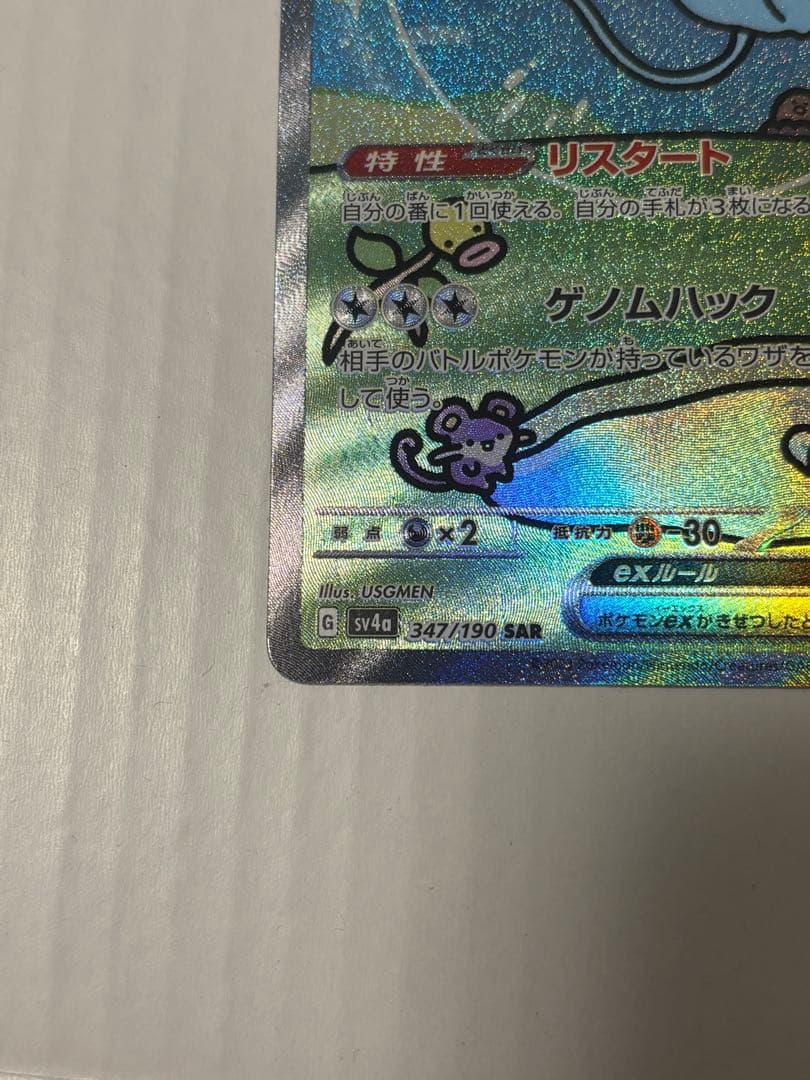 特性 リスタート
自分の番に1回使える。自分の手札が3枚になる
ゲノムハック
相手のバトルポケモンが持っているワザを
して使う。
弱点 ×2 抵抗力 -30
Illus. USGMEN
exルール
G sv4a 347/190 SAR
ポケモンexがきぜつしたと